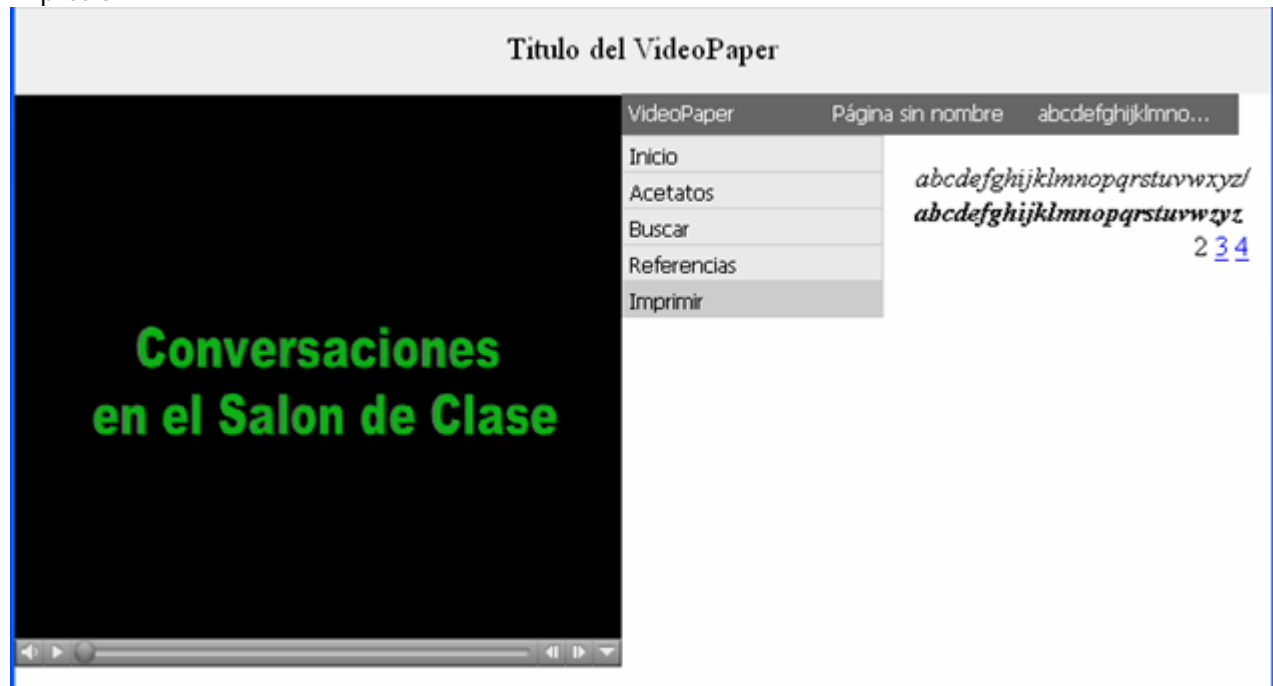 Titulo del VideoPaper
VideoPaper Página sin nombre abcdefghijklmno...
Inicio
Acetatos
Buscar
Referencias
Imprimir
abcdefghijklmnopqrstuvwxyz/
abcdefghijklmnopqrstuvwzyz
2 3 4
Conversaciones
en el Salon de Clase